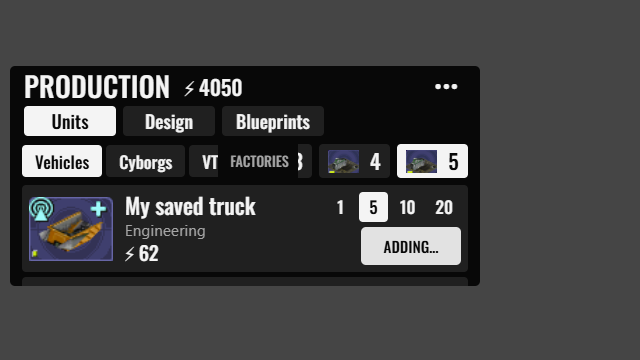 PRODUCTION ⚡ 4050 •••
Units Design Blueprints
Vehicles Cyborgs VT FACTORIES 4 5
My saved truck 1 5 10 20
Engineering
⚡ 62 ADDING...